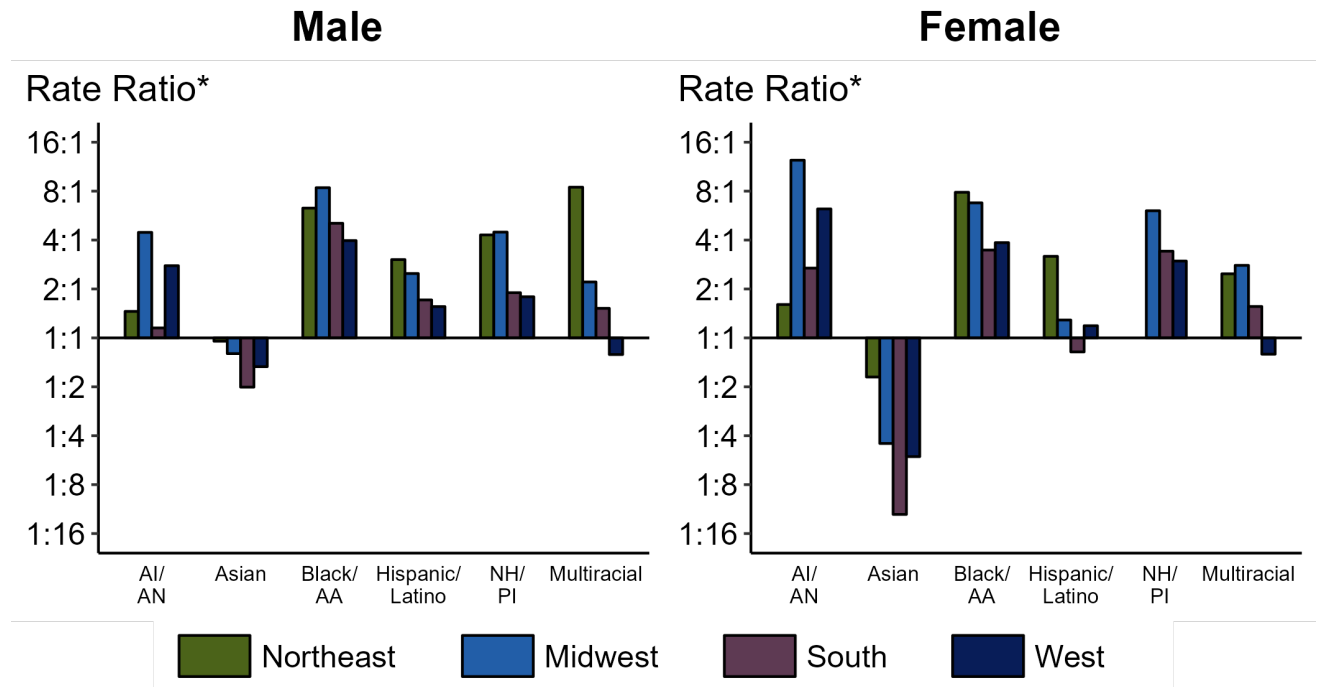 Male
Female
Rate Ratio*
16:1
8:1
4:1
2:1
1:1
1:2
1:4
1:8
1:16
AI/
AN
Asian
Black/
AA
Hispanic/
Latino
NH/
PI
Multiracial
Rate Ratio*
16:1
8:1
4:1
2:1
1:1
1:2
1:4
1:8
1:16
AI/
AN
Asian
Black/
AA
Hispanic/
Latino
NH/
PI
Multiracial
Northeast
Midwest
South
West